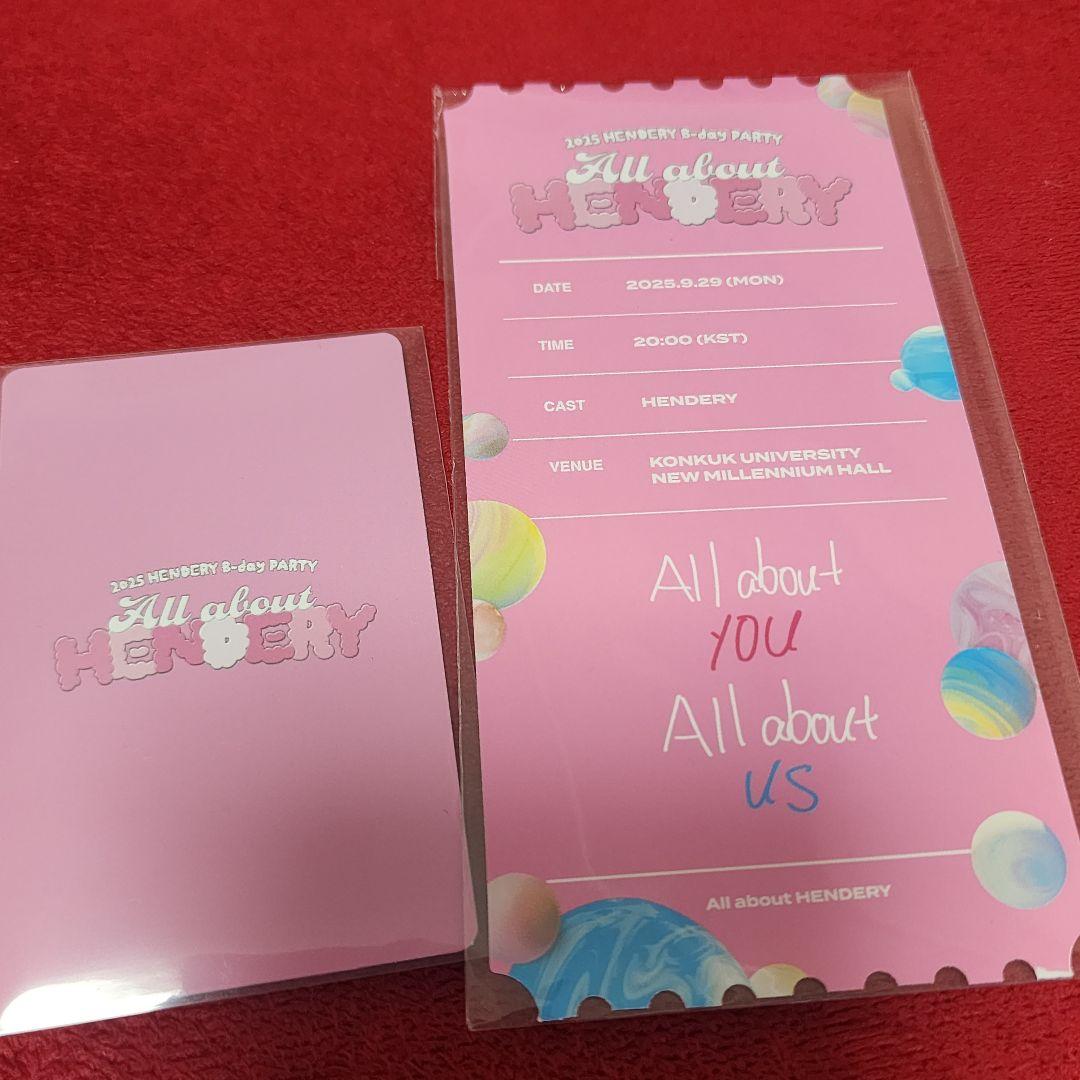 2025 HENDERY B-day PARTY
All about
HENDERY
2025 HENDERY B-day PARTY
All about
HENDERY
DATE 2025.9.29 (MON)
TIME 20:00 (KST)
CAST HENDERY
VENUE KONKUK UNIVERSITY
NEW MILLENNIUM HALL
All about
YOU
All about
US
All about HENDERY